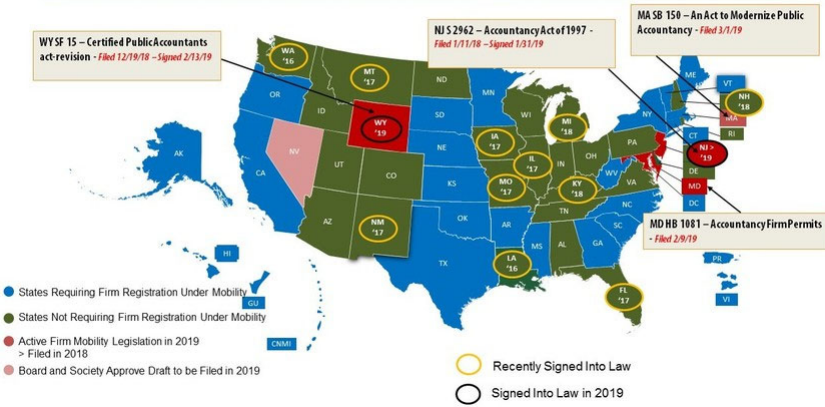 WY SF 15 – Certified Public Accountants
act-revision - Filed 12/19/18 – Signed 2/13/19
NJ S 2962 – Accountancy Act of 1997 -
Filed 1/11/18 – Signed 1/31/19
MA SB 150 – An Act to Modernize Public
Accountancy - Filed 3/1/19
WA
'16
MT
'17
ND
MN
OR
ID
WY
'19
SD
WI
MI
'18
ME
VT
NH
'18
MA
NY
RI
CT
NJ >
'19
PA
IA
'17
NE
NV
UT
CO
CA
AK
IL
'17
IN
OH
DE
MD
DC
WV
VA
KS
MO
'17
KY
'18
NC
TN
AZ
NM
'17
OK
AR
SC
MS
AL
GA
TX
LA
'16
FL
'17
MD HB 1081 – Accountancy Firm Permits
- Filed 2/9/19
HI
GU
CNMI
PR
VI
States Requiring Firm Registration Under Mobility
States Not Requiring Firm Registration Under Mobility
Active Firm Mobility Legislation in 2019
> Filed in 2018
Board and Society Approve Draft to be Filed in 2019
Recently Signed Into Law
Signed Into Law in 2019